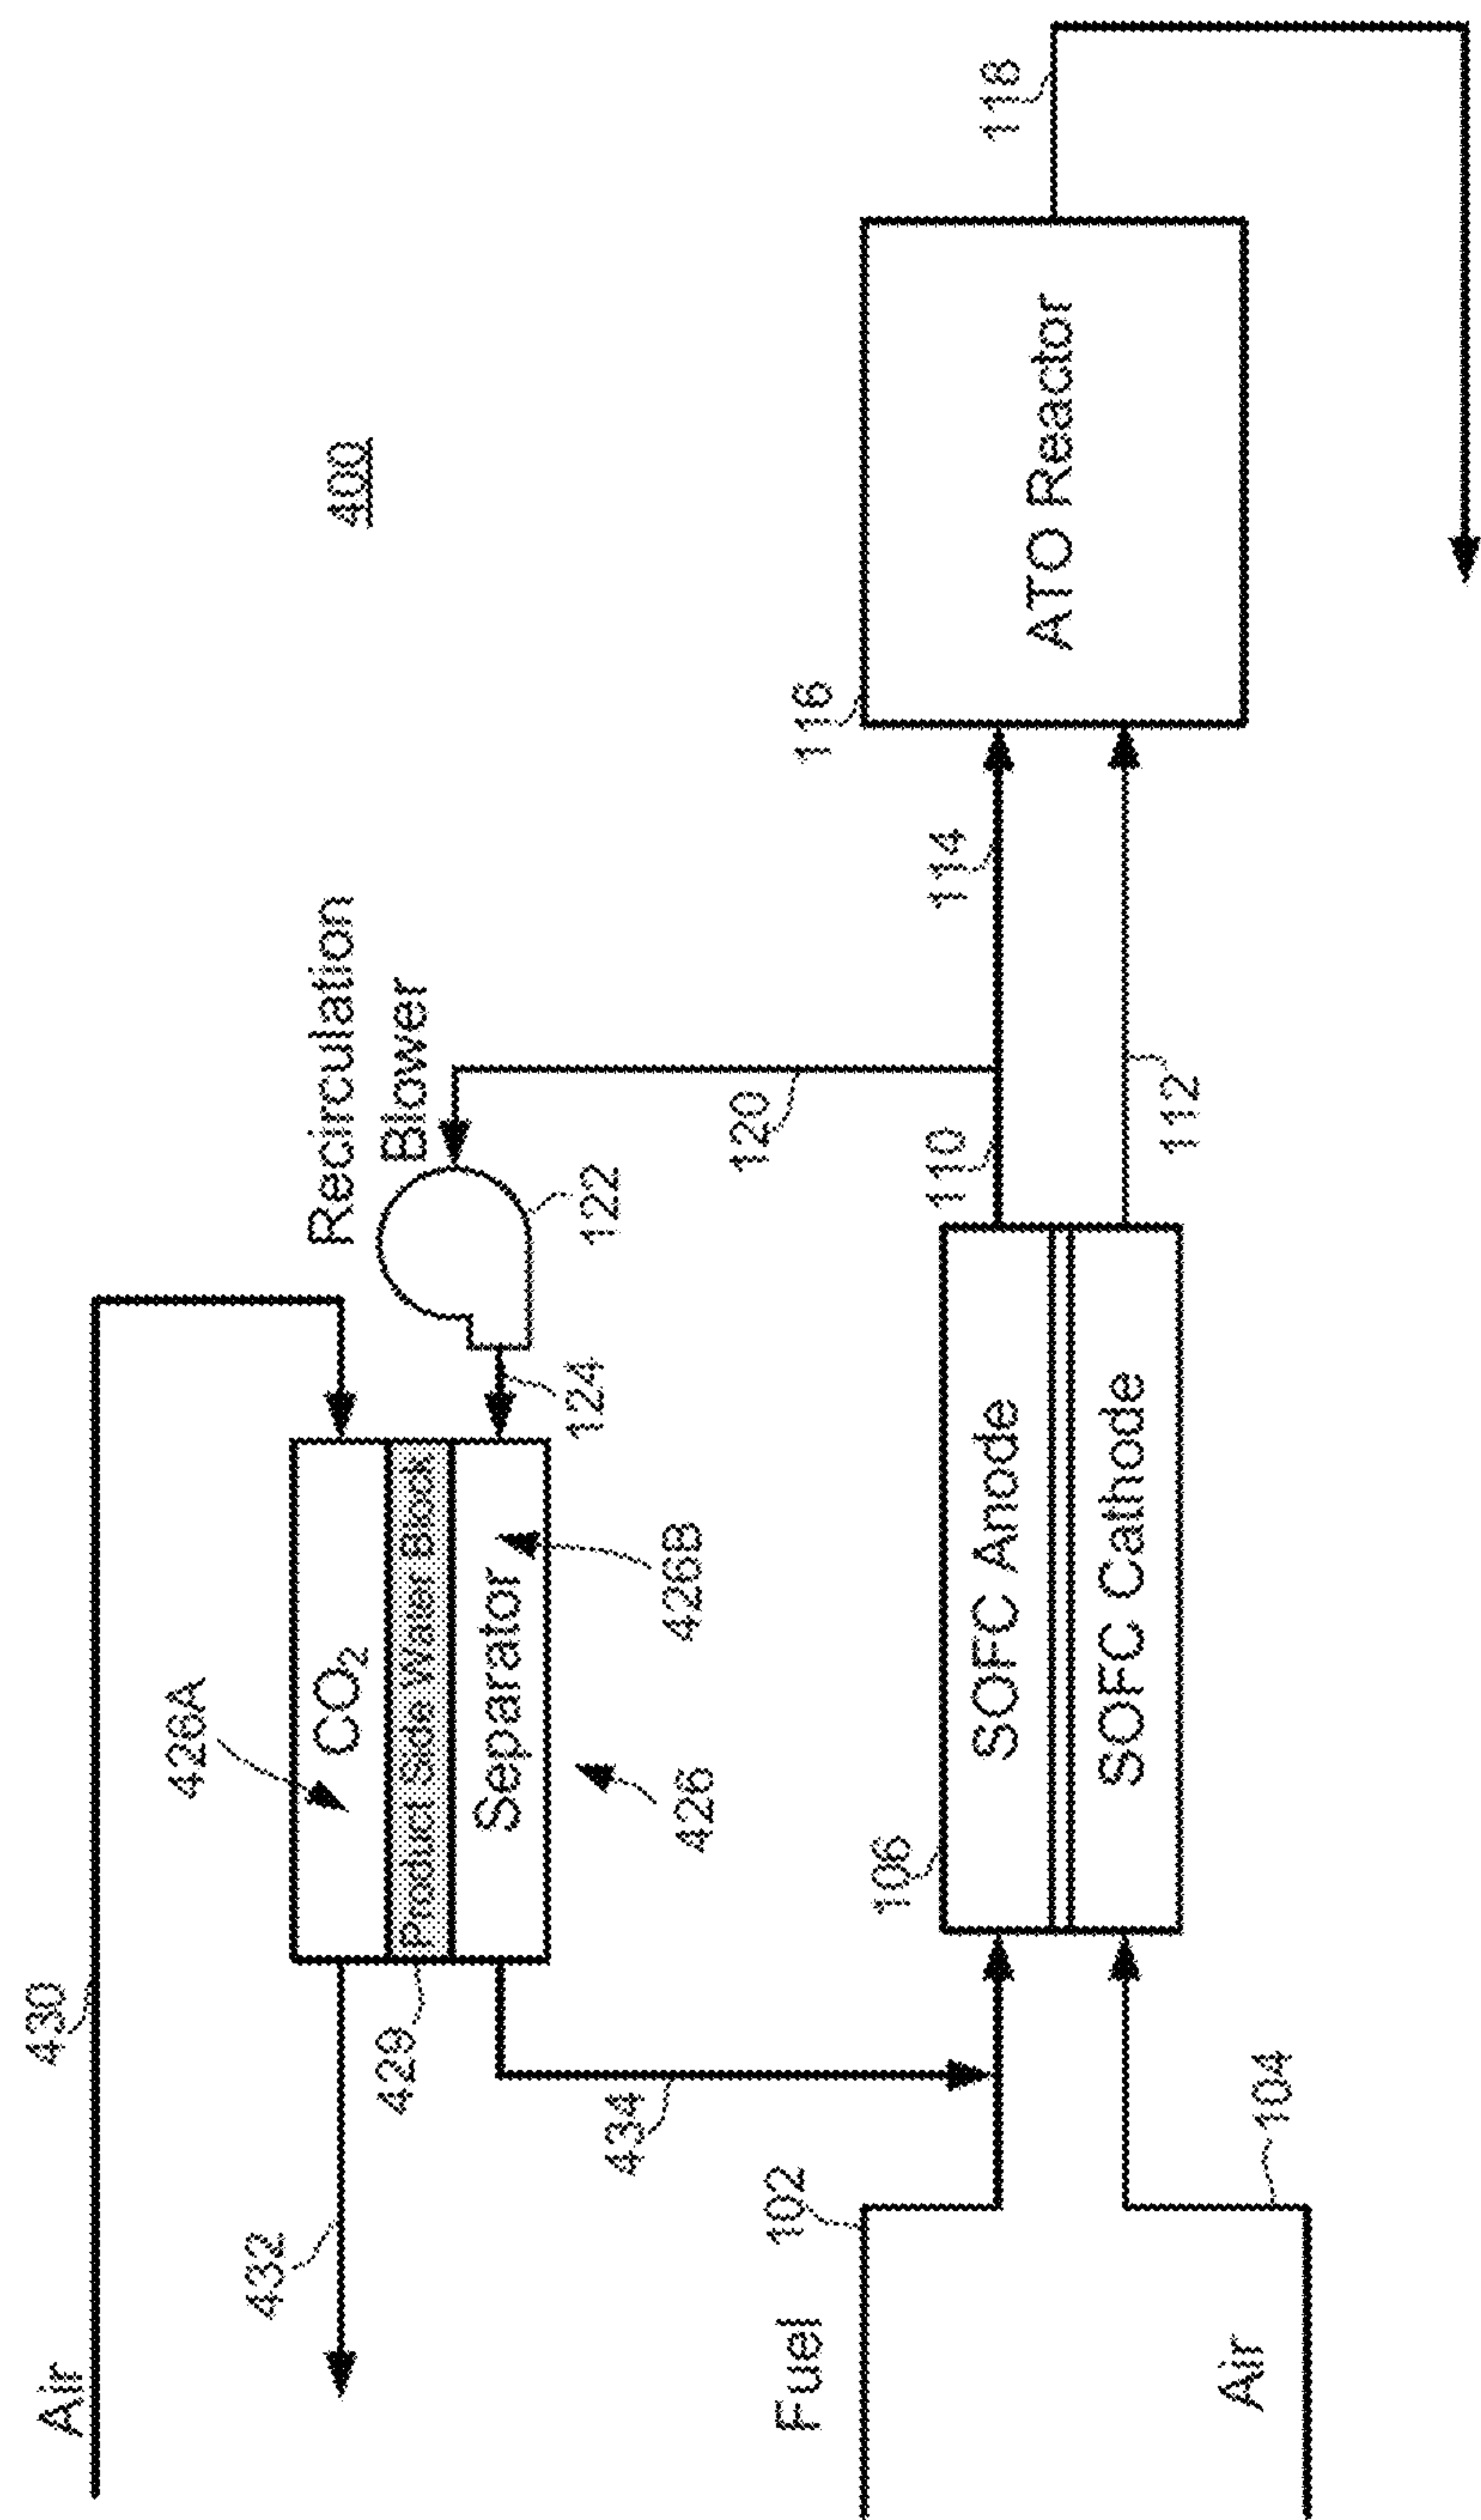 Air
430
428A
432
400
CO2
Recirculation
Blower
Product Side Water Block
429
Separator
124
122
434
426
426B
120
Fuel
102
116
106
110
114
118
SOFC Anode
ATO Reactor
SOFC Cathode
112
Air
104